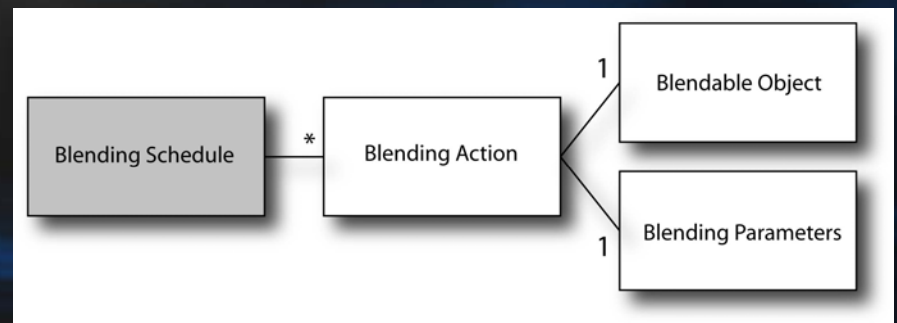 Blending Schedule
*
Blending Action
1
Blendable Object
1
Blending Parameters